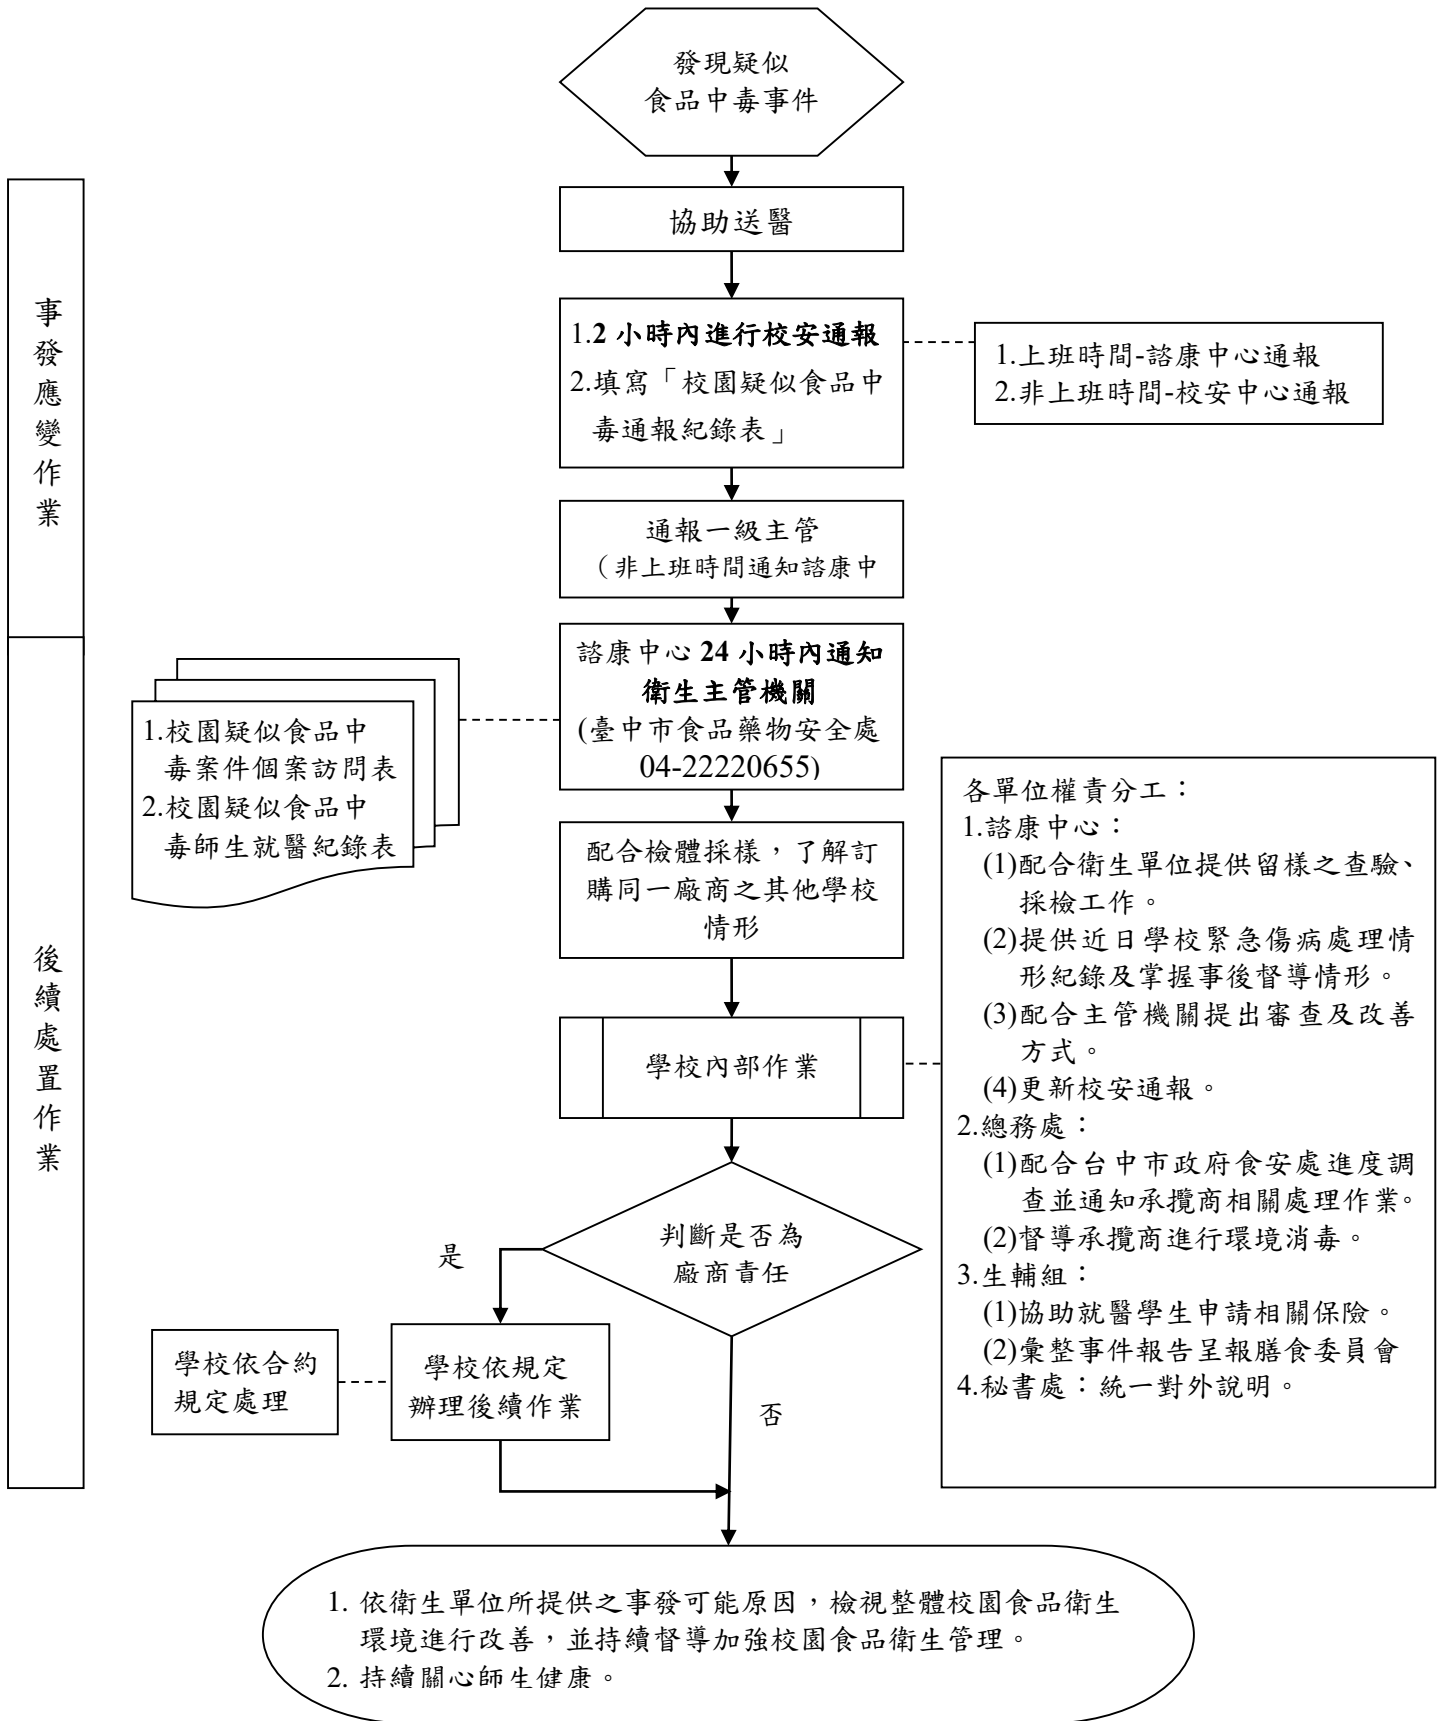 發現疑似
食品中毒事件
協助送醫
事發應變作業
1.2 小時內進行校安通報
2.填寫「校園疑似食品中
毒通報紀錄表」
1.上班時間-諮康中心通報
2.非上班時間-校安中心通報
通報一級主管
（非上班時間通知諮康中
諮康中心 24 小時內通知
衛生主管機關
(臺中市食品藥物安全處
04-22220655)
1.校園疑似食品中
毒案件個案訪問表
2.校園疑似食品中
毒師生就醫紀錄表
後續處置作業
配合檢體採樣，了解訂
購同一廠商之其他學校
情形
學校內部作業
各單位權責分工：
1.諮康中心：
(1)配合衛生單位提供留樣之查驗、
採檢工作。
(2)提供近日學校緊急傷病處理情
形紀錄及掌握事後督導情形。
(3)配合主管機關提出審查及改善
方式。
(4)更新校安通報。
2.總務處：
(1)配合台中市政府食安處進度調
查並通知承攬商相關處理作業。
(2)督導承攬商進行環境消毒。
3.生輔組：
(1)協助就醫學生申請相關保險。
(2)彙整事件報告呈報膳食委員會
4.秘書處：統一對外說明。
判斷是否為
廠商責任
是
學校依合約
規定處理
學校依規定
辦理後續作業
否
1. 依衛生單位所提供之事發可能原因，檢視整體校園食品衛生
環境進行改善，並持續督導加強校園食品衛生管理。
2. 持續關心師生健康。